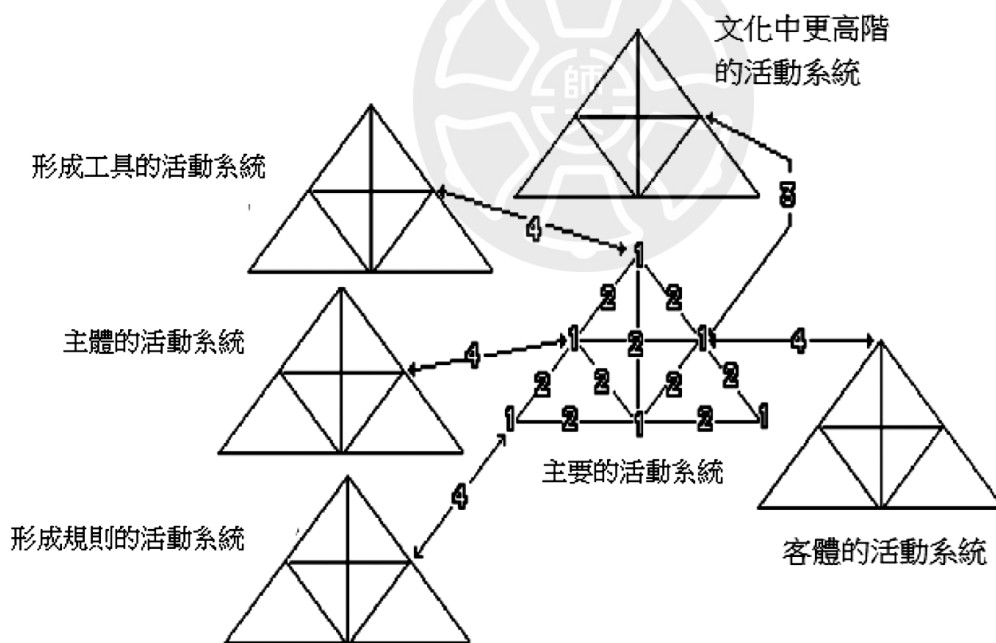 文化中更高階
的活動系統
師
形成工具的活動系統
3
4
1
2 2
主體的活動系統
4
1 2 1
4
2 2 2 2
1 2 1 2 1
主要的活動系統
4
形成規則的活動系統
客體的活動系統